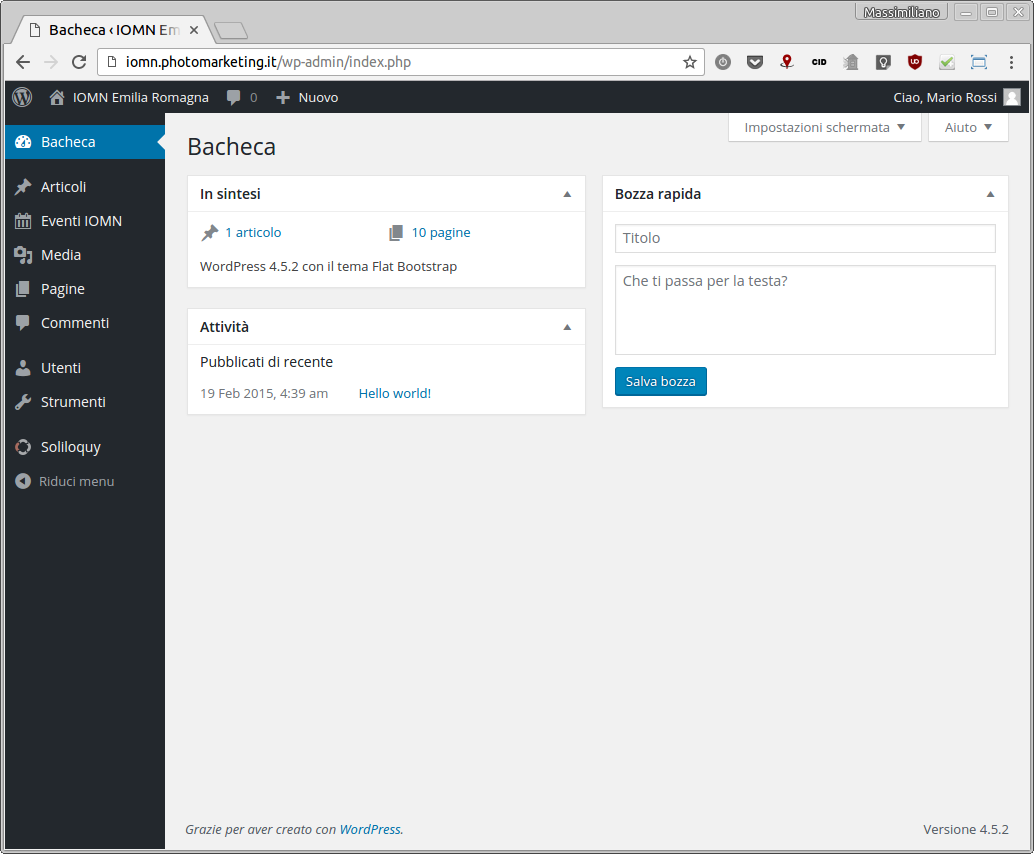 Massimiliano
Bacheca ‹ IOMN Em
iomn.photomarketing.it/wp-admin/index.php
CID
UD
IOMN Emilia Romagna 0 Nuovo Ciao, Mario Rossi
Impostazioni schermata Aiuto
Bacheca
Articoli
Eventi IOMN
Media
Pagine
Commenti
Utenti
Strumenti
Soliloquy
Riduci menu
Bacheca
In sintesi
1 articolo 10 pagine
WordPress 4.5.2 con il tema Flat Bootstrap
Attività
Pubblicati di recente
19 Feb 2015, 4:39 am Hello world!
Bozza rapida
Titolo
Che ti passa per la testa?
Salva bozza
Grazie per aver creato con WordPress. Versione 4.5.2